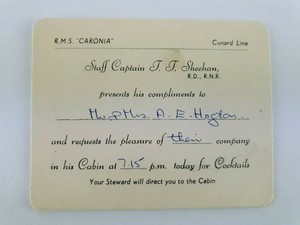 R.M.S. "CARONIA" Cunard Line
Staff Captain T. T. Sheehan,
R.D., R.N.R.
presents his compliments to
Mr & Mrs. A. E. Hogton.
and requests the pleasure of their company
in his Cabin at 7.15 p.m. today for Cocktails
Your Steward will direct you to the Cabin